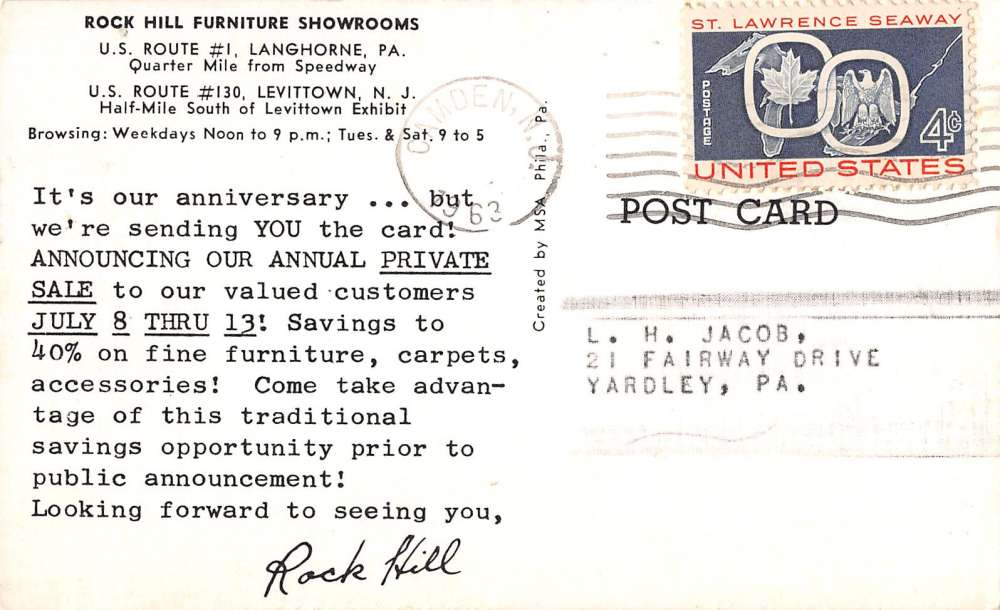 ROCK HILL FURNITURE SHOWROOMS
U.S. ROUTE #1, LANGHORNE, PA.
Quarter Mile from Speedway
U.S. ROUTE #130, LEVITTOWN, N. J.
Half-Mile South of Levittown Exhibit
Browsing: Weekdays Noon to 9 p.m.; Tues. & Sat. 9 to 5
It's our anniversary ... but
we're sending YOU the card!
ANNOUNCING OUR ANNUAL PRIVATE
SALE to our valued customers
JULY 8 THRU 13! Savings to
40% on fine furniture, carpets,
accessories! Come take advan-
tage of this traditional
savings opportunity prior to
public announcement!
Looking forward to seeing you,
Rock Hill
Created by MSA, Phila., Pa.
CAMDEN, N.J.
63
ST. LAWRENCE SEAWAY
POSTAGE
4¢
UNITED STATES
POST CARD
L. H. JACOB,
21 FAIRWAY DRIVE
YARDLEY, PA.